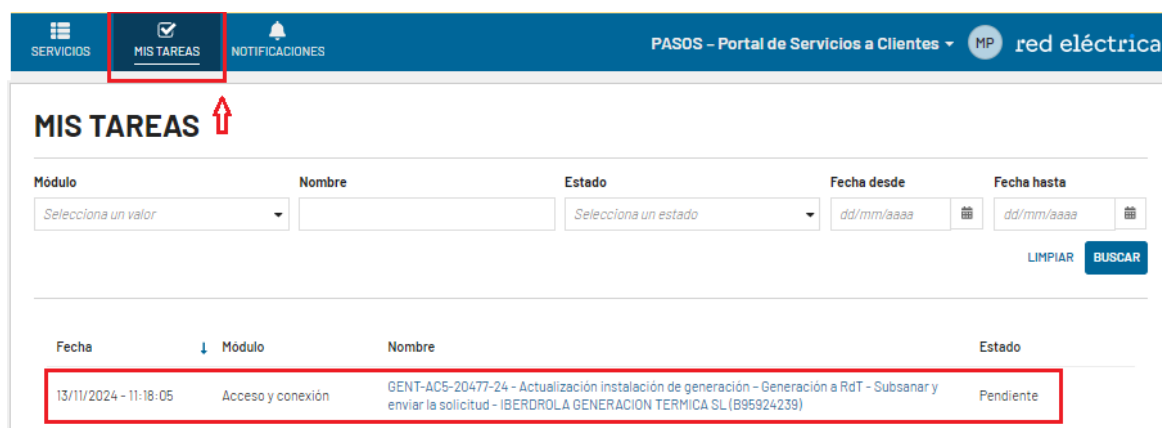 SERVICIOS
MIS TAREAS
NOTIFICACIONES
PASOS – Portal de Servicios a Clientes
MP
red eléctrica
MIS TAREAS
Módulo Nombre Estado Fecha desde Fecha hasta
Selecciona un valor Selecciona un estado dd/mm/aaaa dd/mm/aaaa
LIMPIAR BUSCAR
Fecha ↓ Módulo Nombre Estado
13/11/2024 - 11:18:05 Acceso y conexión GENT-AC5-20477-24 - Actualización instalación de generación – Generación a RdT - Subsanar y Pendiente
enviar la solicitud - IBERDROLA GENERACION TERMICA SL (B95924239)